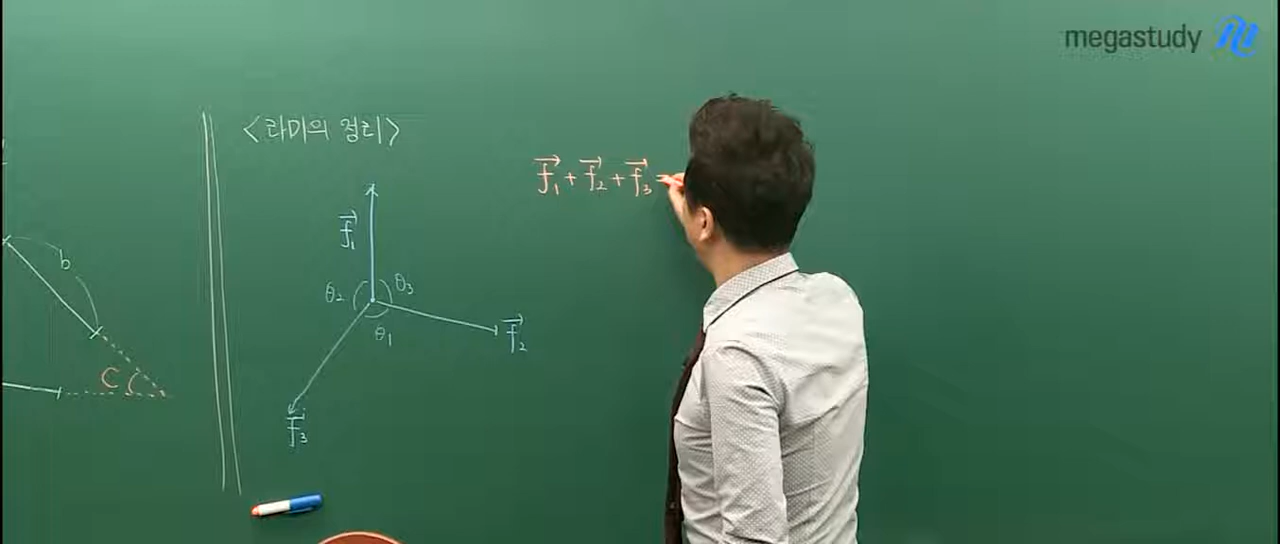 megastudy
<라미의 정리>
f⃗₁ + f⃗₂ + f⃗₃ =
f⃗₁
b
θ₂
θ₃
θ₁
f⃗₂
C
f⃗₃